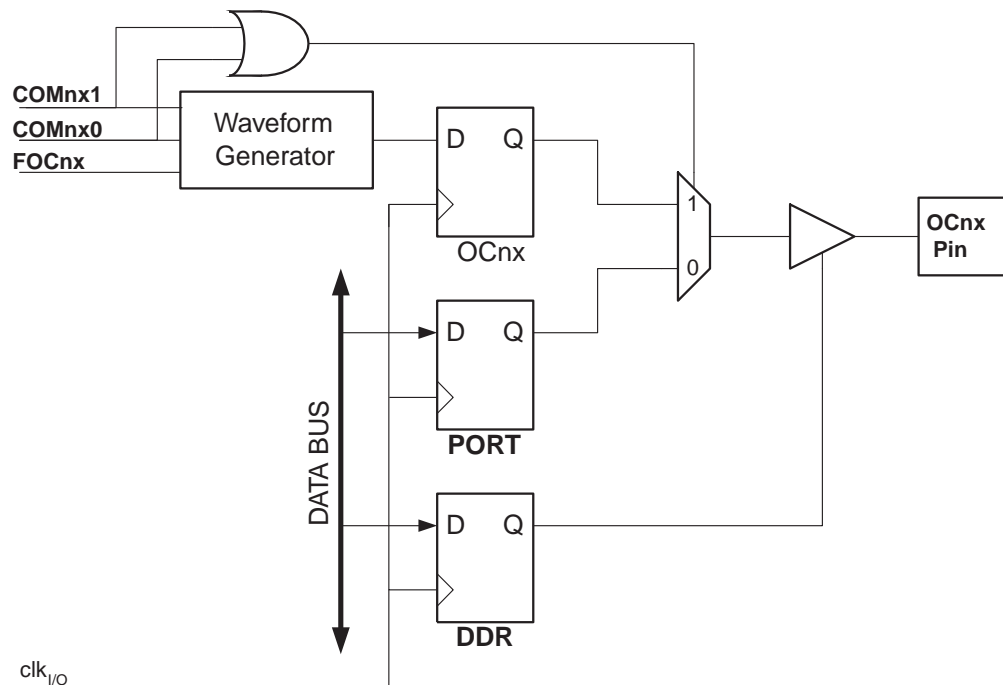 COMnx1
COMnx0
FOCnx
Waveform
Generator
D Q
OCnx
1
0
OCnx
Pin
D Q
PORT
DATA BUS
D Q
DDR
clkI/O